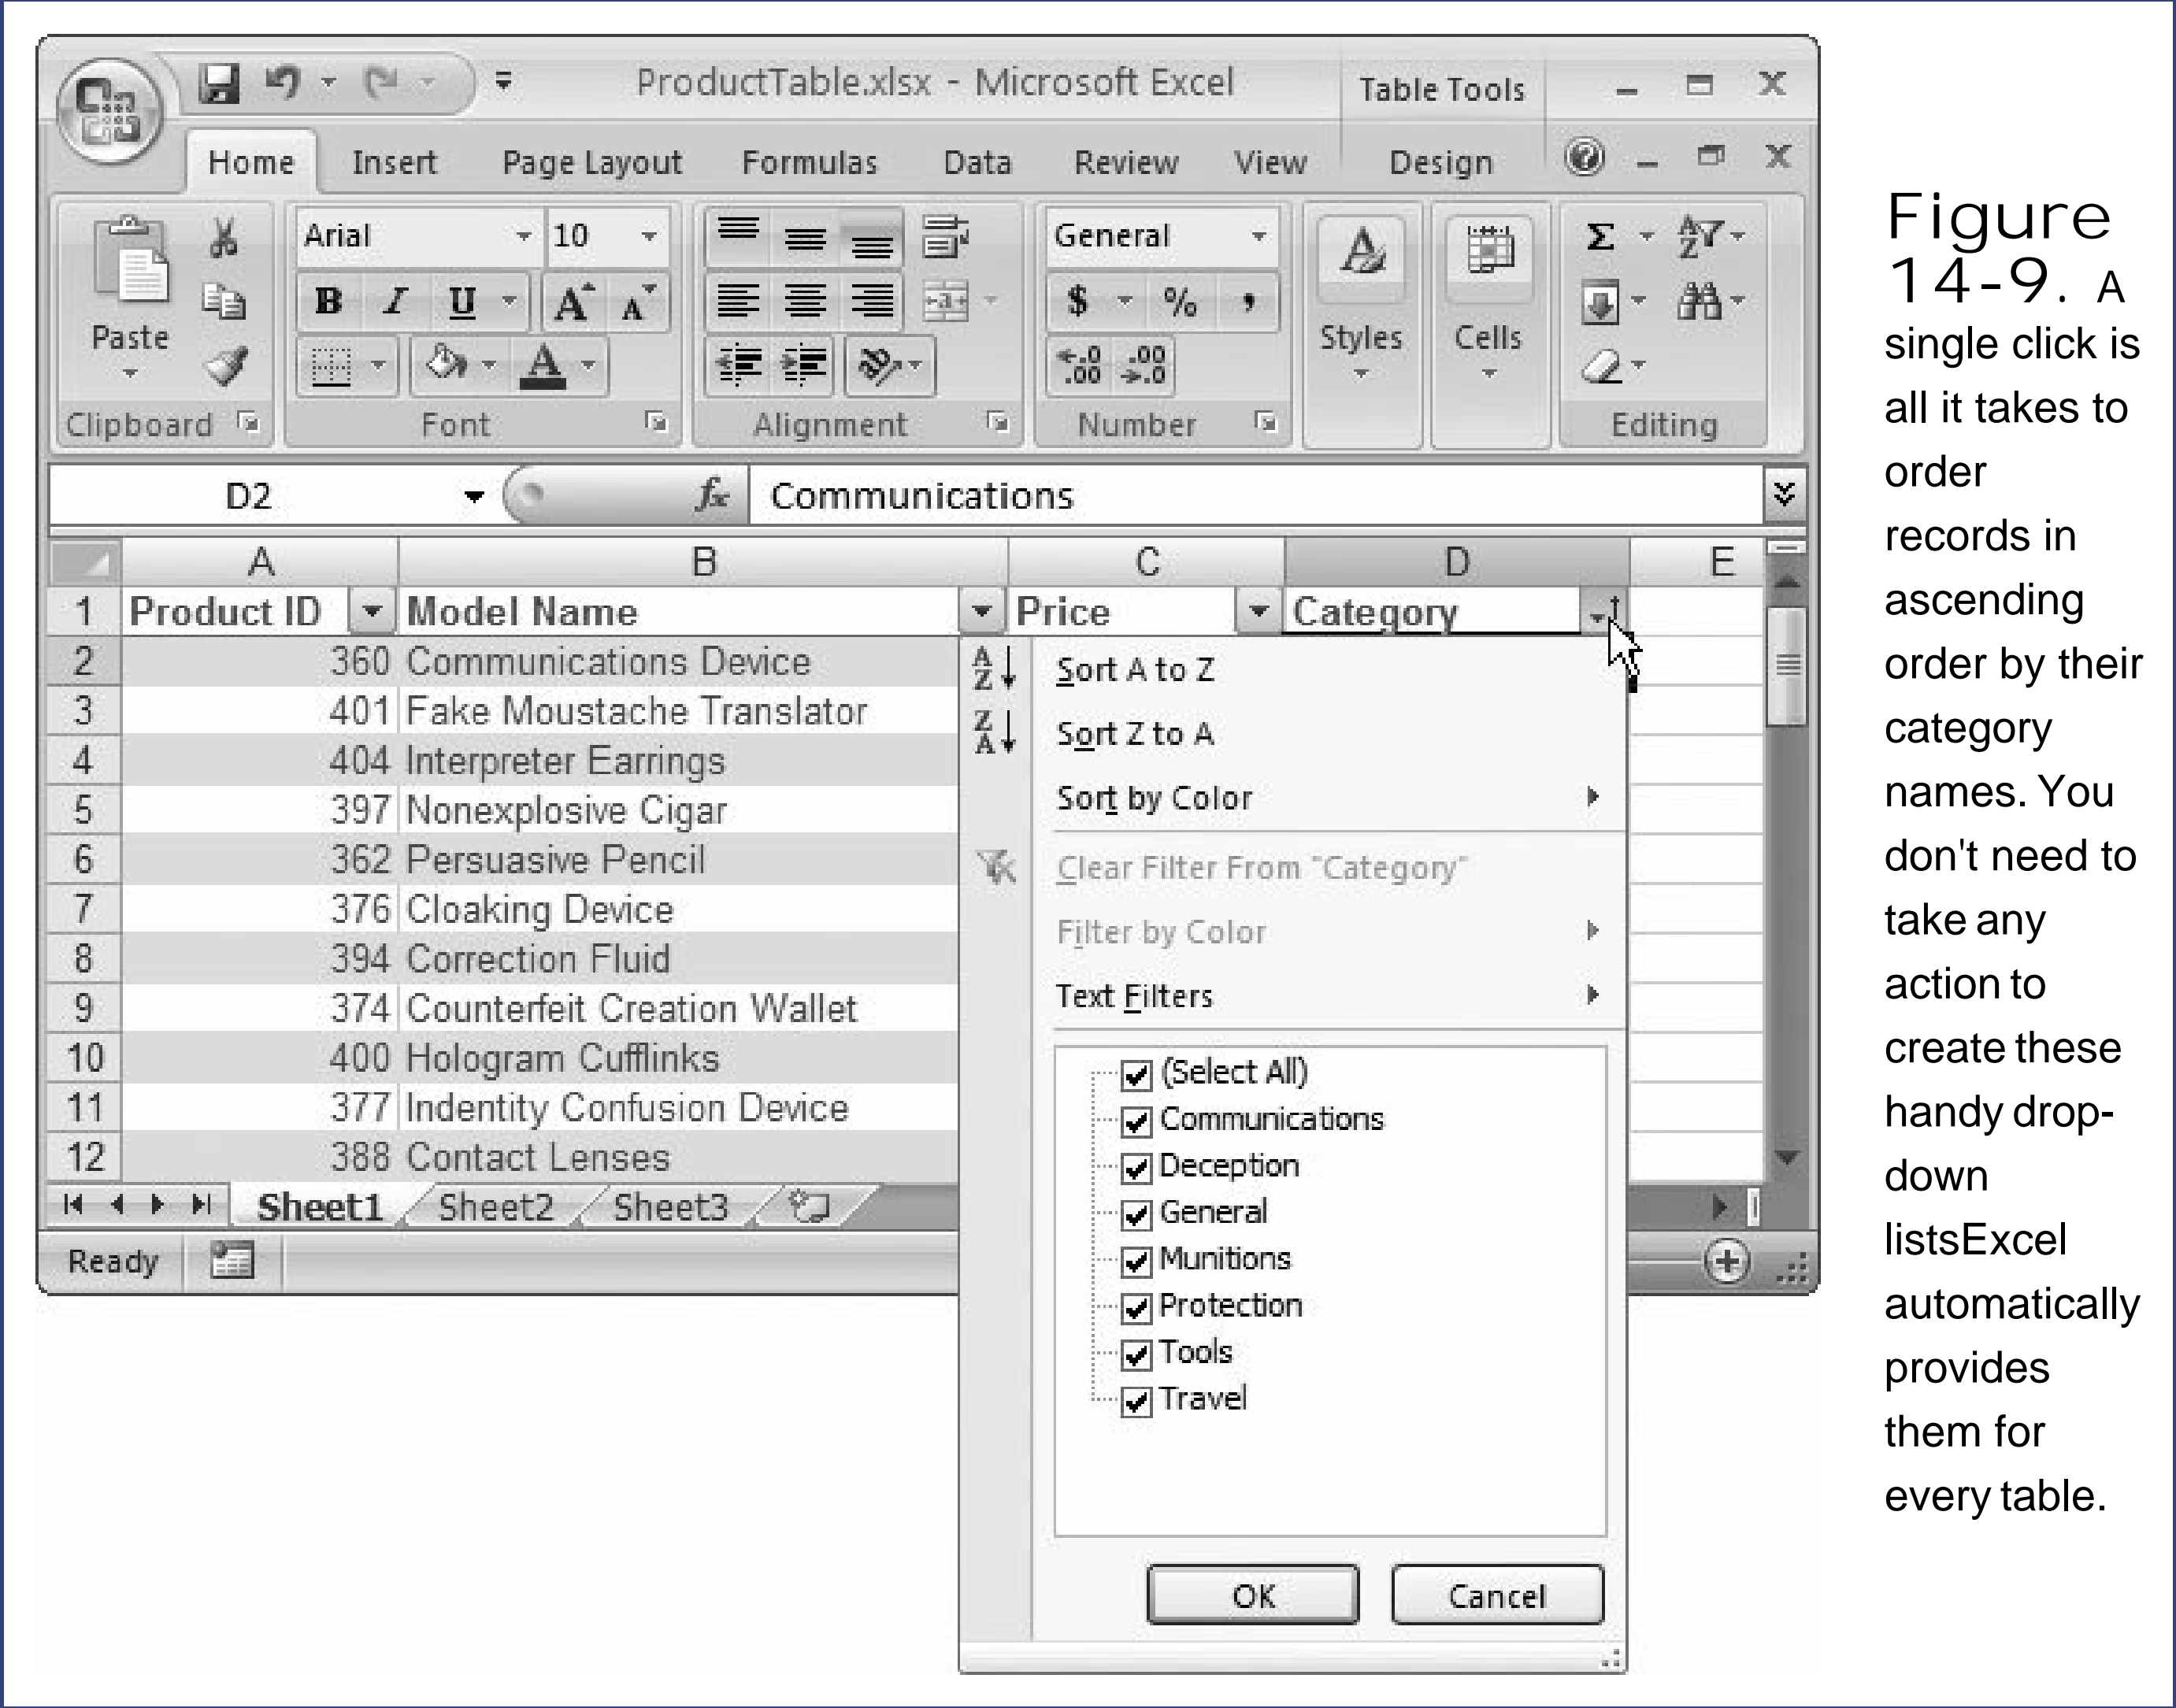 ProductTable.xlsx - Microsoft Excel
Table Tools
Home Insert Page Layout Formulas Data Review View Design
Arial 10
General
B I U A A
$ % ,
Paste
A
Styles
Cells
Σ
.0 .00
.00 .0
Clipboard
Font
Alignment
Number
Editing
D2
fx Communications
A B C D E
1 Product ID Model Name Price Category
2 360 Communications Device
3 401 Fake Moustache Translator
4 404 Interpreter Earrings
5 397 Nonexplosive Cigar
6 362 Persuasive Pencil
7 376 Cloaking Device
8 394 Correction Fluid
9 374 Counterfeit Creation Wallet
10 400 Hologram Cufflinks
11 377 Indentity Confusion Device
12 388 Contact Lenses
Sheet1 Sheet2 Sheet3
Ready
Sort A to Z
Sort Z to A
Sort by Color
Clear Filter From "Category"
Filter by Color
Text Filters
(Select All)
Communications
Deception
General
Munitions
Protection
Tools
Travel
OK Cancel
Figure
14-9. A
single click is
all it takes to
order
records in
ascending
order by their
category
names. You
don't need to
take any
action to
create these
handy drop-
down
listsExcel
automatically
provides
them for
every table.